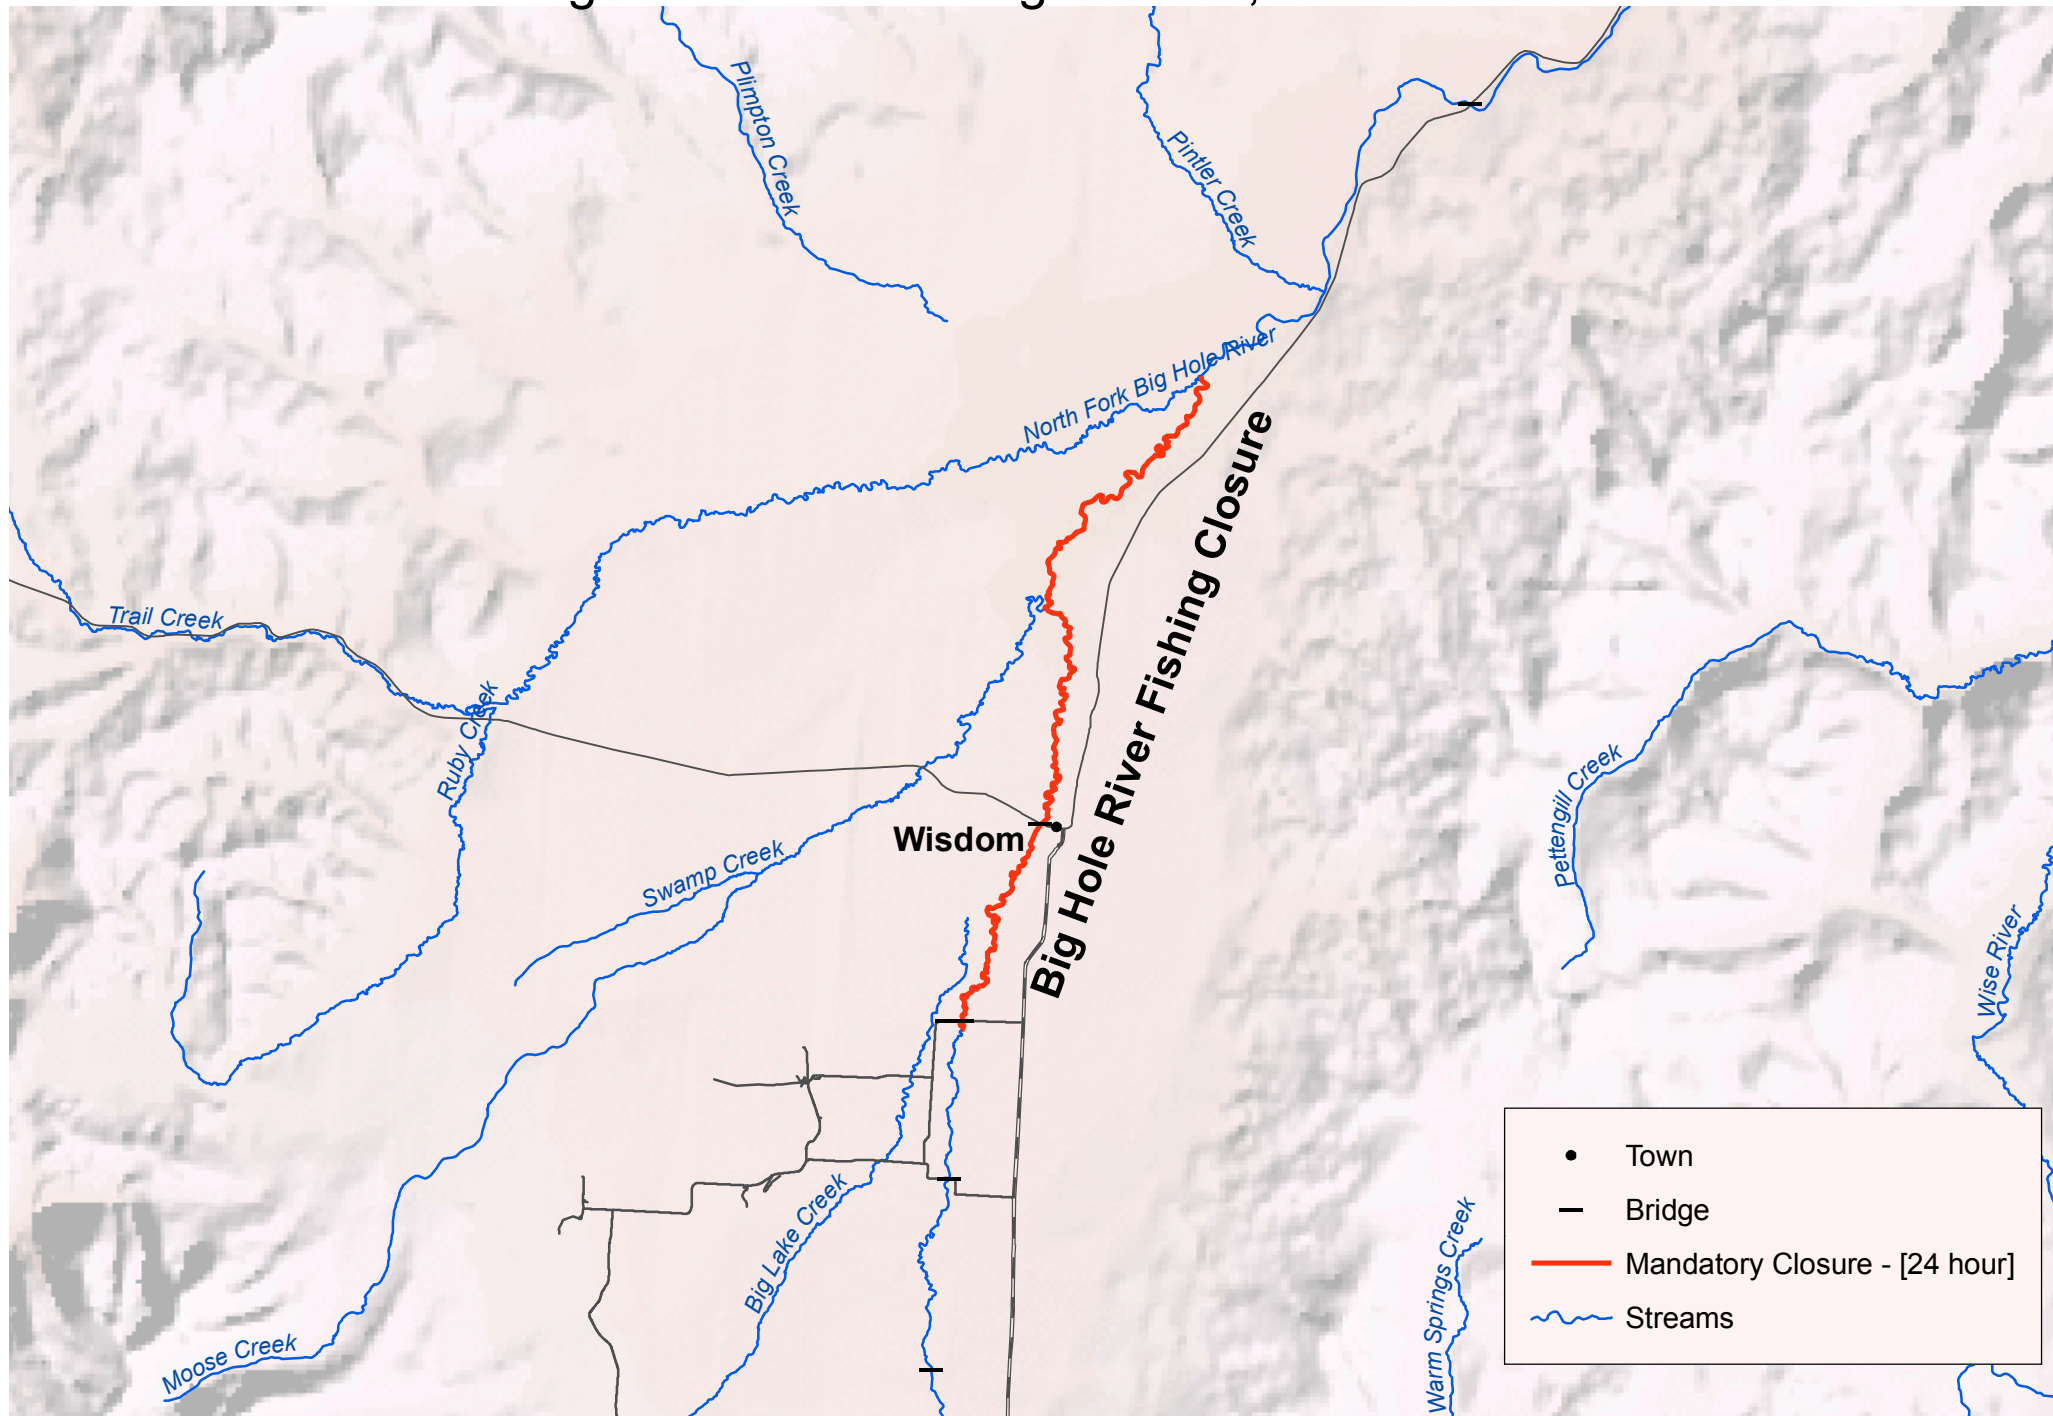 Plimpton Creek
Pintler Creek
North Fork Big Hole River
Big Hole River Fishing Closure
Trail Creek
Ruby Creek
Pettengill Creek
Wisdom
Swamp Creek
Wise River
Big Lake Creek
Warm Springs Creek
Moose Creek
Town
Bridge
Mandatory Closure - [24 hour]
Streams